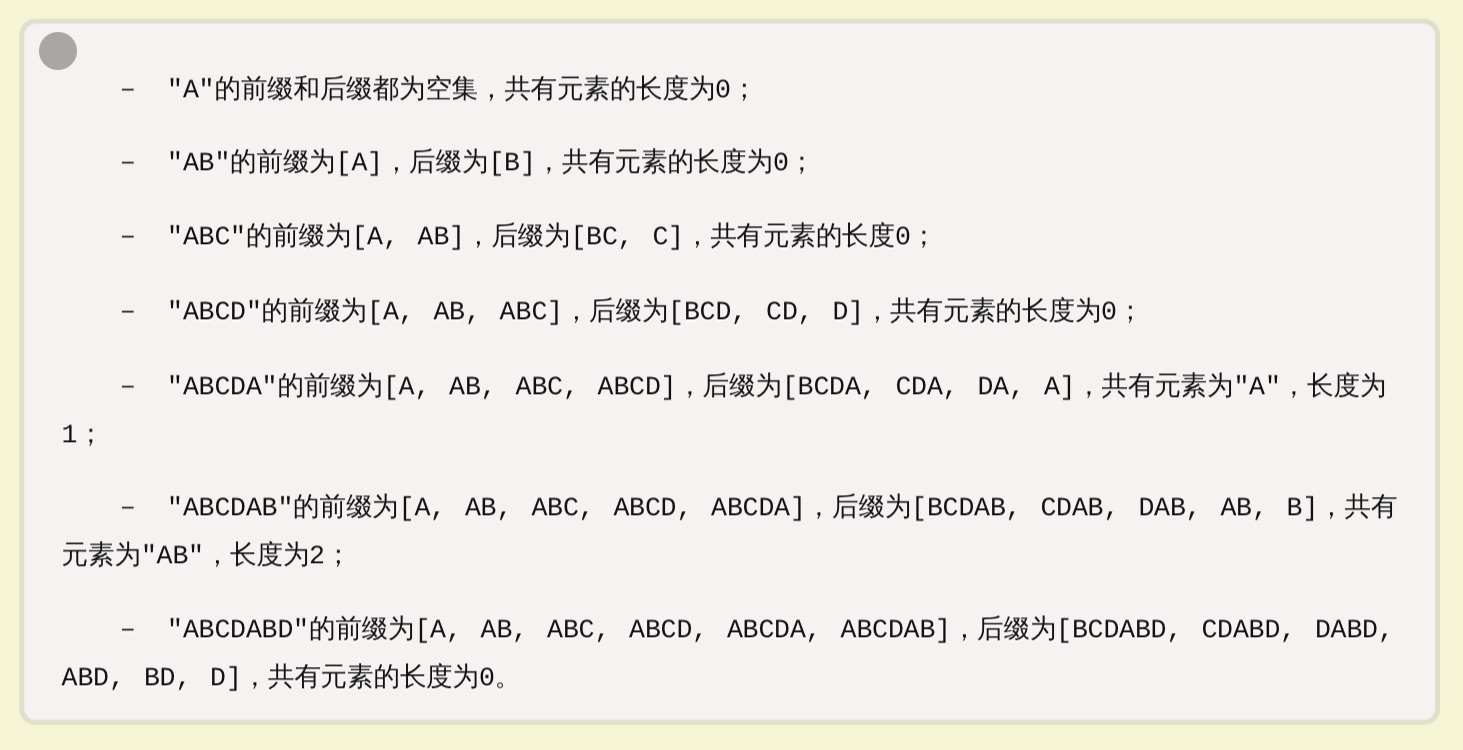 – "A"的前缀和后缀都为空集，共有元素的长度为0；
– "AB"的前缀为[A]，后缀为[B]，共有元素的长度为0；
– "ABC"的前缀为[A, AB]，后缀为[BC, C]，共有元素的长度0；
– "ABCD"的前缀为[A, AB, ABC]，后缀为[BCD, CD, D]，共有元素的长度为0；
– "ABCDA"的前缀为[A, AB, ABC, ABCD]，后缀为[BCDA, CDA, DA, A]，共有元素为"A"，长度为
1；
– "ABCDAB"的前缀为[A, AB, ABC, ABCD, ABCDA]，后缀为[BCDAB, CDAB, DAB, AB, B]，共有
元素为"AB"，长度为2；
– "ABCDABD"的前缀为[A, AB, ABC, ABCD, ABCDA, ABCDAB]，后缀为[BCDABD, CDABD, DABD,
ABD, BD, D]，共有元素的长度为0。